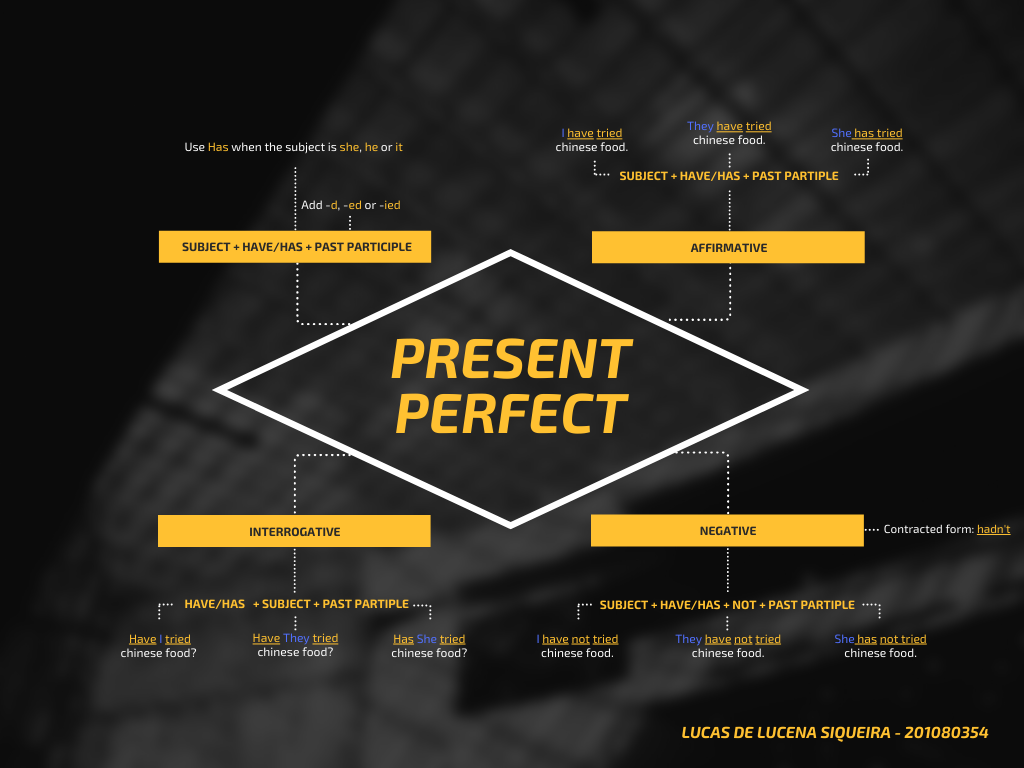 Use Has when the subject is she, he or it
Add -d, -ed or -ied
SUBJECT + HAVE/HAS + PAST PARTICIPLE
I have tried
chinese food.
They have tried
chinese food.
She has tried
chinese food.
SUBJECT + HAVE/HAS + PAST PARTIPLE
AFFIRMATIVE
PRESENT
PERFECT
INTERROGATIVE
HAVE/HAS + SUBJECT + PAST PARTIPLE
Have I tried
chinese food?
Have They tried
chinese food?
Has She tried
chinese food?
NEGATIVE
Contracted form: hadn't
SUBJECT + HAVE/HAS + NOT + PAST PARTIPLE
I have not tried
chinese food.
They have not tried
chinese food.
She has not tried
chinese food.
LUCAS DE LUCENA SIQUEIRA - 201080354